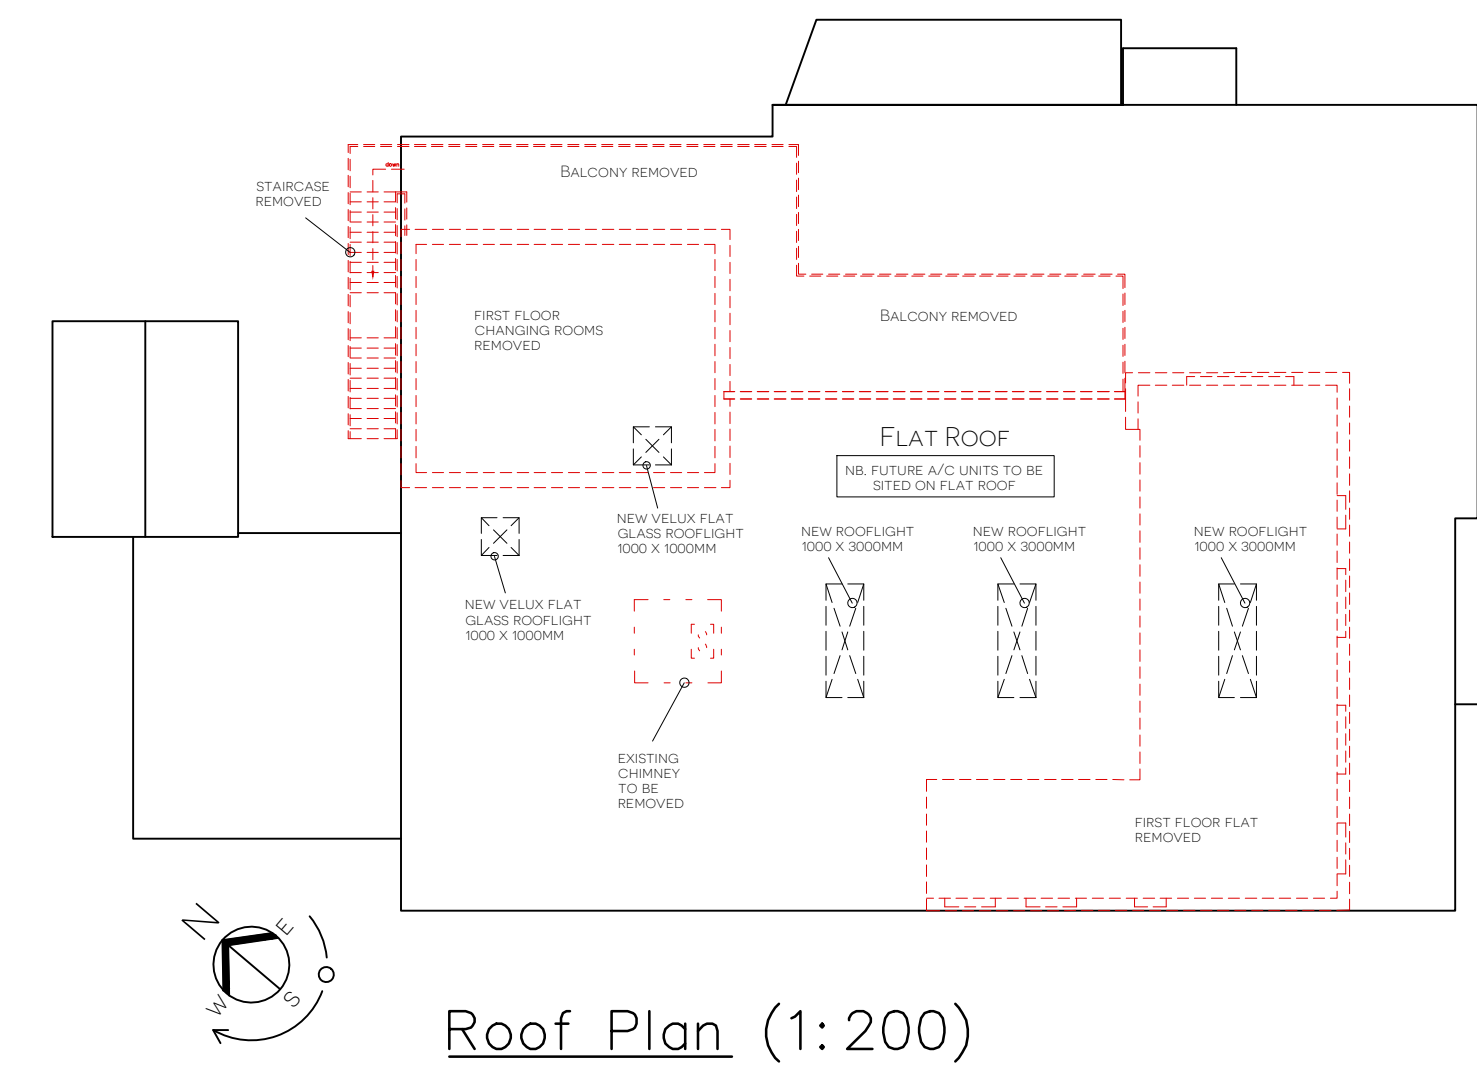 down
Balcony removed
STAIRCASE
REMOVED
FIRST FLOOR
CHANGING ROOMS
REMOVED
Balcony removed
Flat Roof
NB. FUTURE A/C UNITS TO BE
SITED ON FLAT ROOF
NEW VELUX FLAT
GLASS ROOFLIGHT
1000 X 1000MM
NEW ROOFLIGHT
1000 X 3000MM
NEW ROOFLIGHT
1000 X 3000MM
NEW ROOFLIGHT
1000 X 3000MM
NEW VELUX FLAT
GLASS ROOFLIGHT
1000 X 1000MM
EXISTING
CHIMNEY
TO BE
REMOVED
FIRST FLOOR FLAT
REMOVED
N
E
W
S
Roof Plan (1:200)